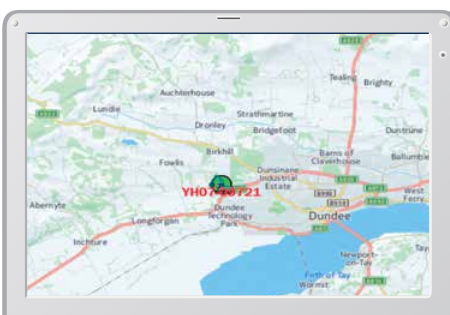 Tealing
Brighty
Auchterhouse
Lundie
Strathmartine
Dronley
Bridgefoot
Duntrune
Birkhill
Barns of
Claverhouse
Fowlis
Ballumbie
Dunsinane
Industrial
Estate
West
Ferry
Abernyte
Dundee
Technology
Park
Longforgan
Dundee
Inchture
Newport-
on-Tay
Tay
Firth of Tay
Wormit